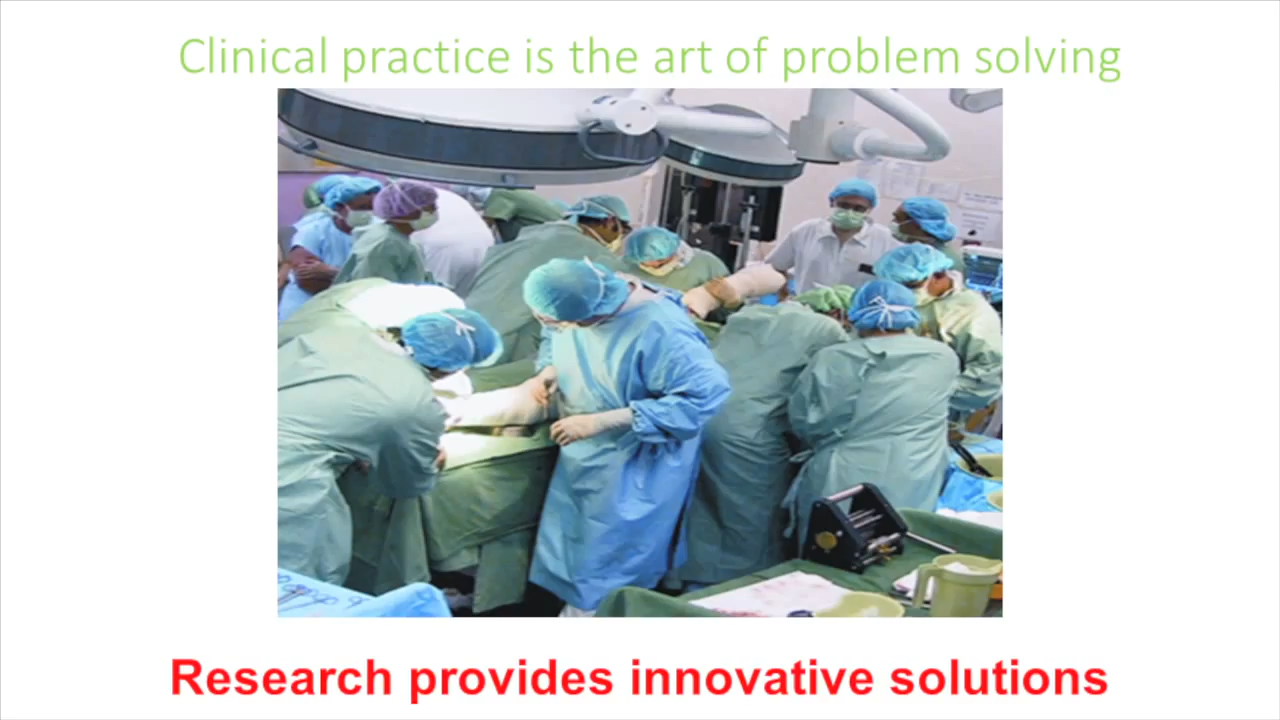 Clinical practice is the art of problem solving
Research provides innovative solutions